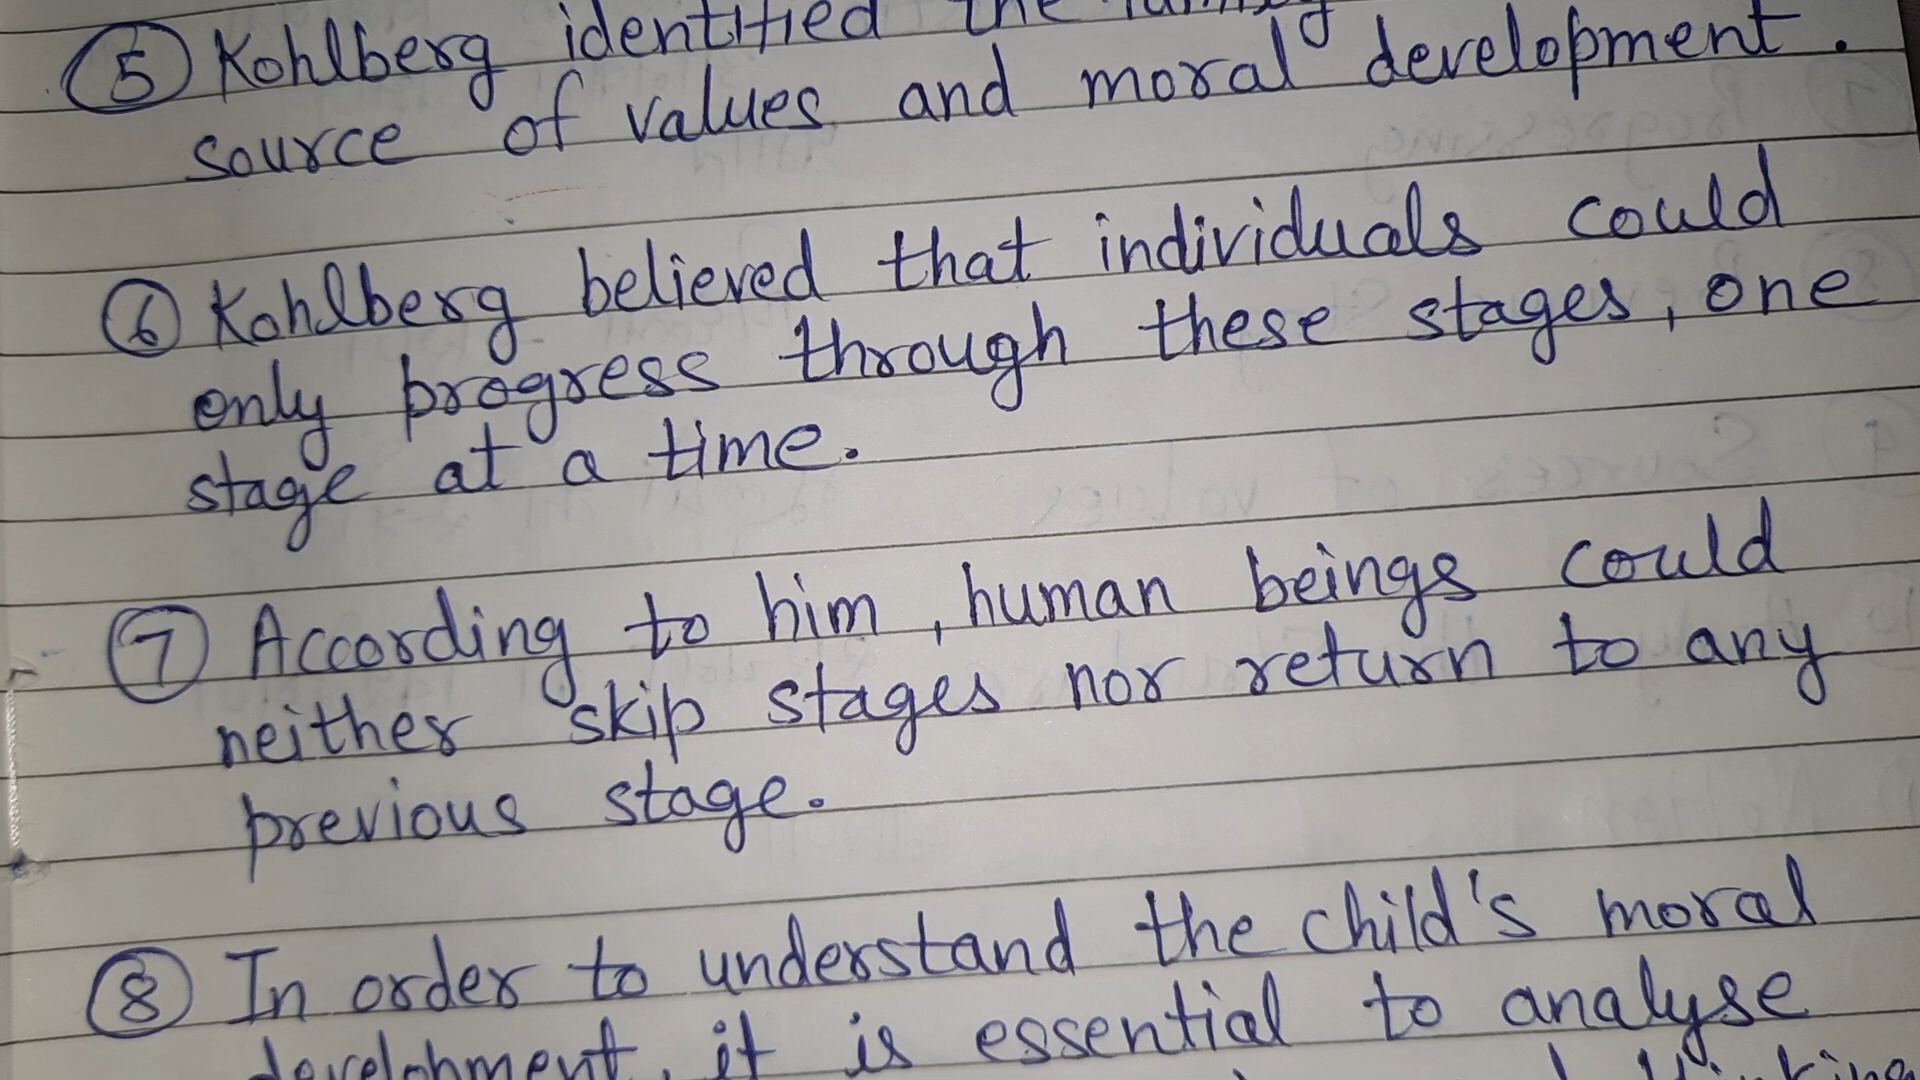 ⑤ Kohlberg identified the family
source of values and moral development.
⑥ Kohlberg believed that individuals could
only progress through these stages, one
stage at a time.
⑦ According to him, human beings could
neither skip stages nor return to any
previous stage.
⑧ In order to understand the child's moral
development, it is essential to analyse